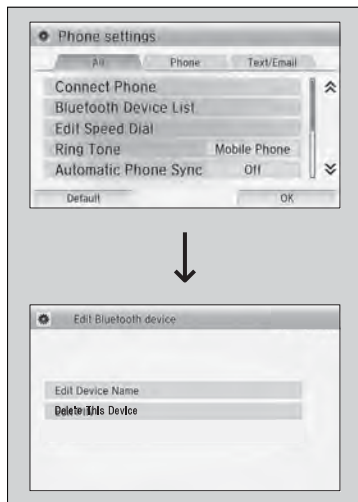 Phone settings
All Phone Text/Email
Connect Phone
Bluetooth Device List
Edit Speed Dial
Ring Tone Mobile Phone
Automatic Phone Sync Off
Default OK
Edit Bluetooth device
Edit Device Name
Delete This Device